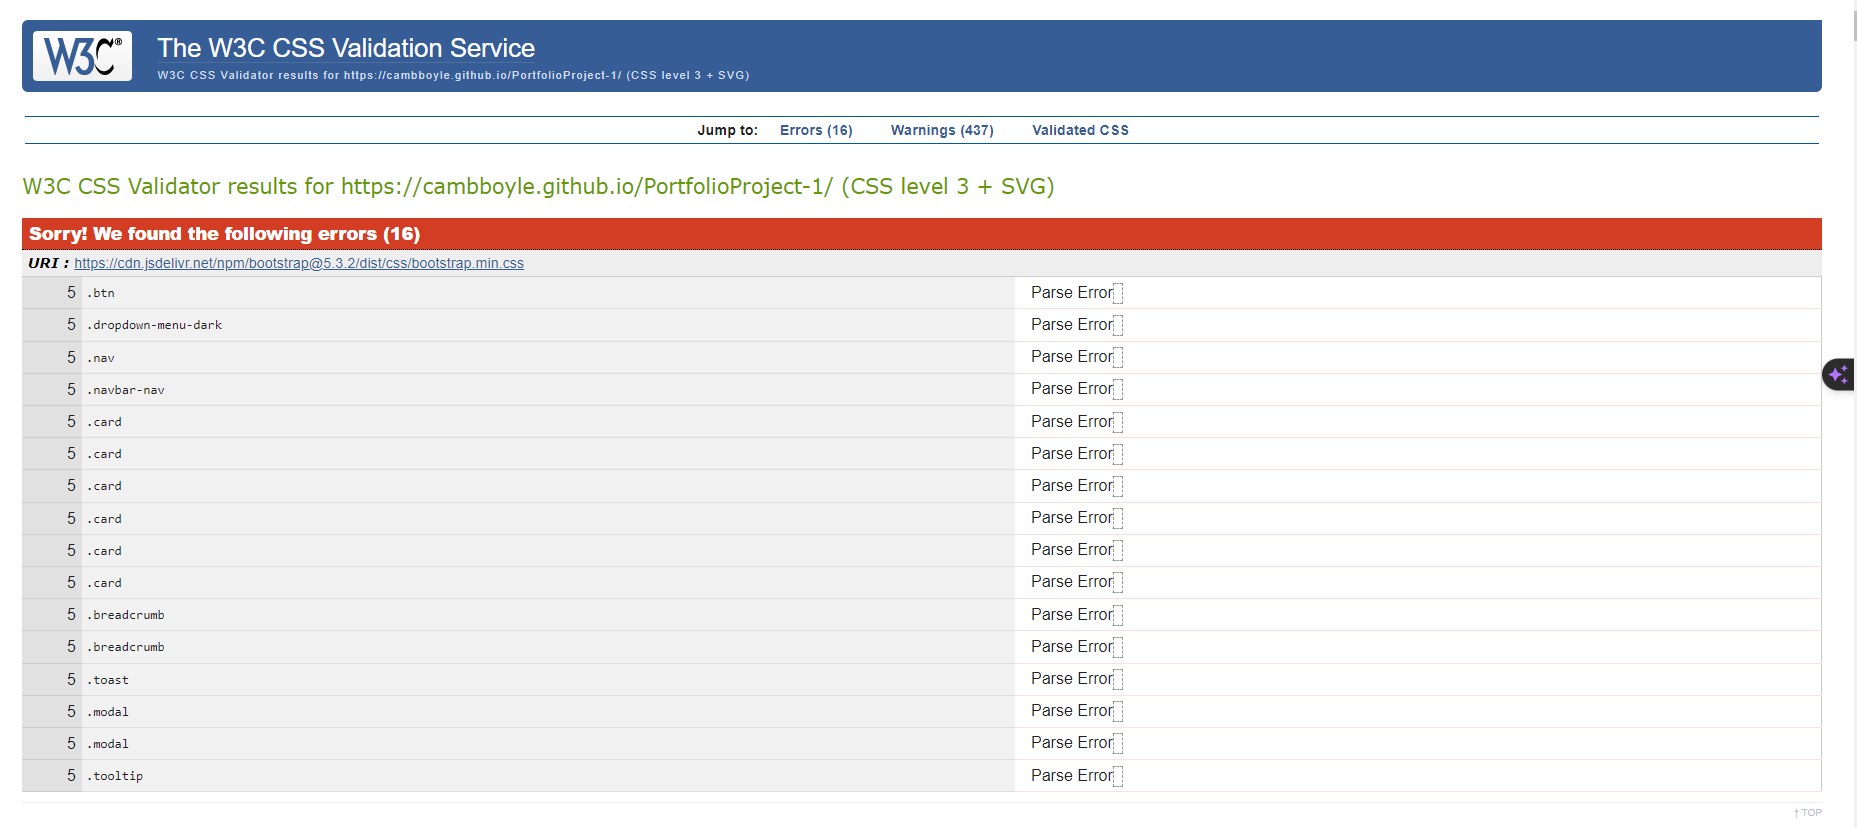 W3C®
The W3C CSS Validation Service
W3C CSS Validator results for https://cambboyle.github.io/PortfolioProject-1/ (CSS level 3 + SVG)
Jump to: Errors (16) Warnings (437) Validated CSS
W3C CSS Validator results for https://cambboyle.github.io/PortfolioProject-1/ (CSS level 3 + SVG)
Sorry! We found the following errors (16)
URI : https://cdn.jsdelivr.net/npm/bootstrap@5.3.2/dist/css/bootstrap.min.css
5 .btn Parse Error
5 .dropdown-menu-dark Parse Error
5 .nav Parse Error
5 .navbar-nav Parse Error
5 .card Parse Error
5 .card Parse Error
5 .card Parse Error
5 .card Parse Error
5 .card Parse Error
5 .card Parse Error
5 .breadcrumb Parse Error
5 .breadcrumb Parse Error
5 .toast Parse Error
5 .modal Parse Error
5 .modal Parse Error
5 .tooltip Parse Error
↑ TOP